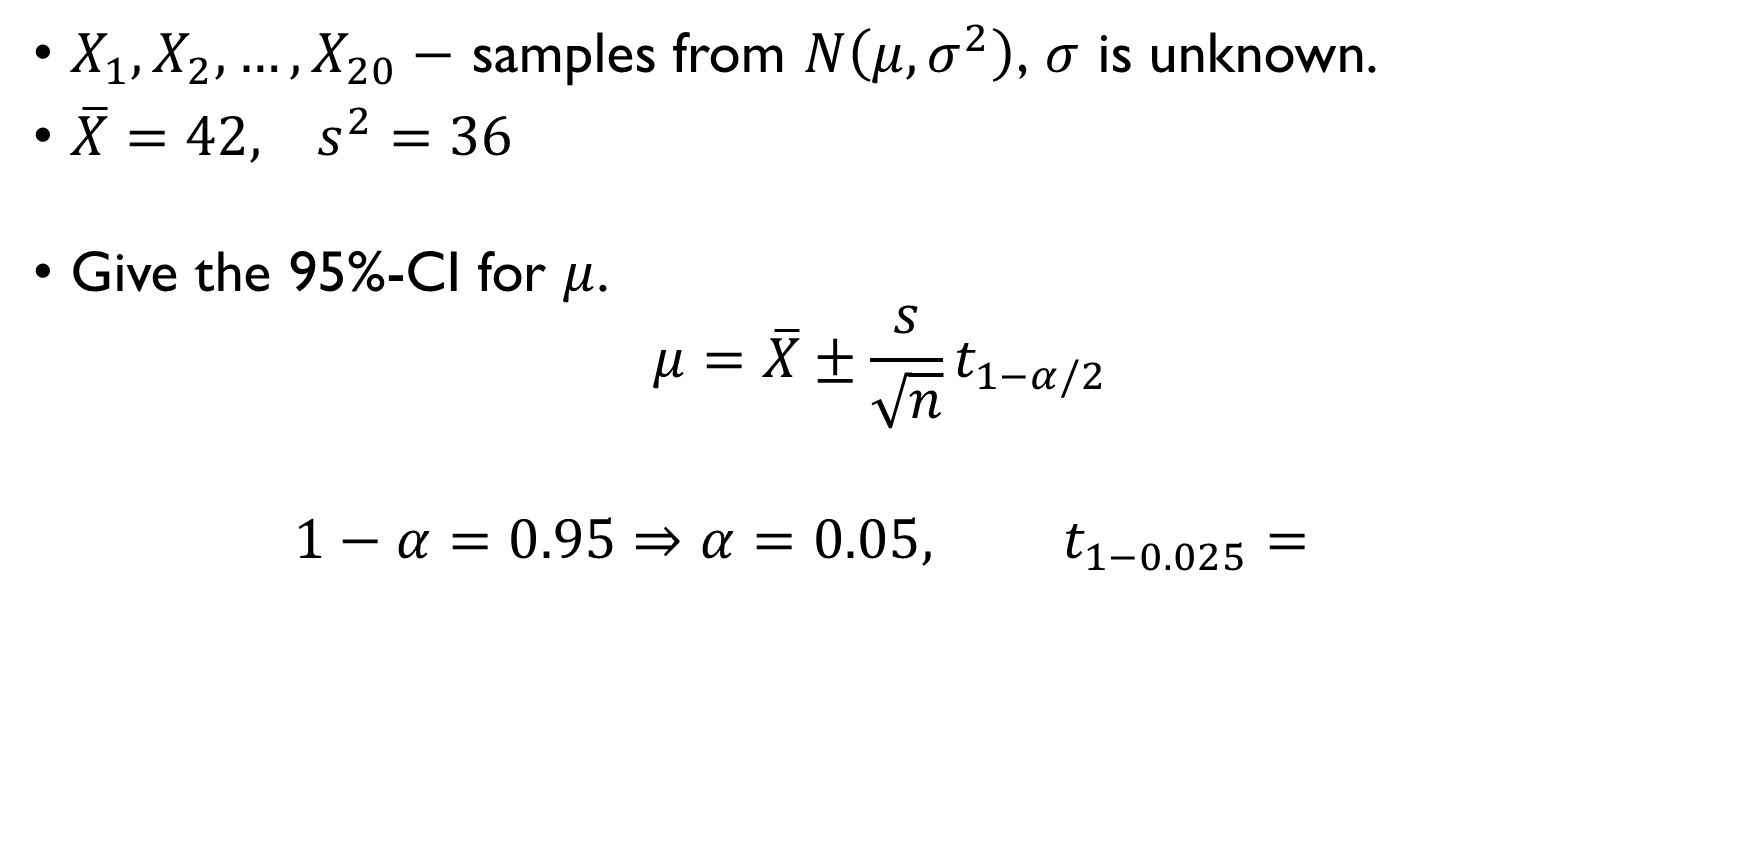 • X₁, X₂, … , X₂₀ − samples from N(μ, σ²), σ is unknown.
• X̄ = 42, s² = 36
• Give the 95%-CI for μ.
μ = X̄ ± s/√n t₁₋α/₂
1 − α = 0.95 ⇒ α = 0.05, t₁₋₀.₀₂₅ =